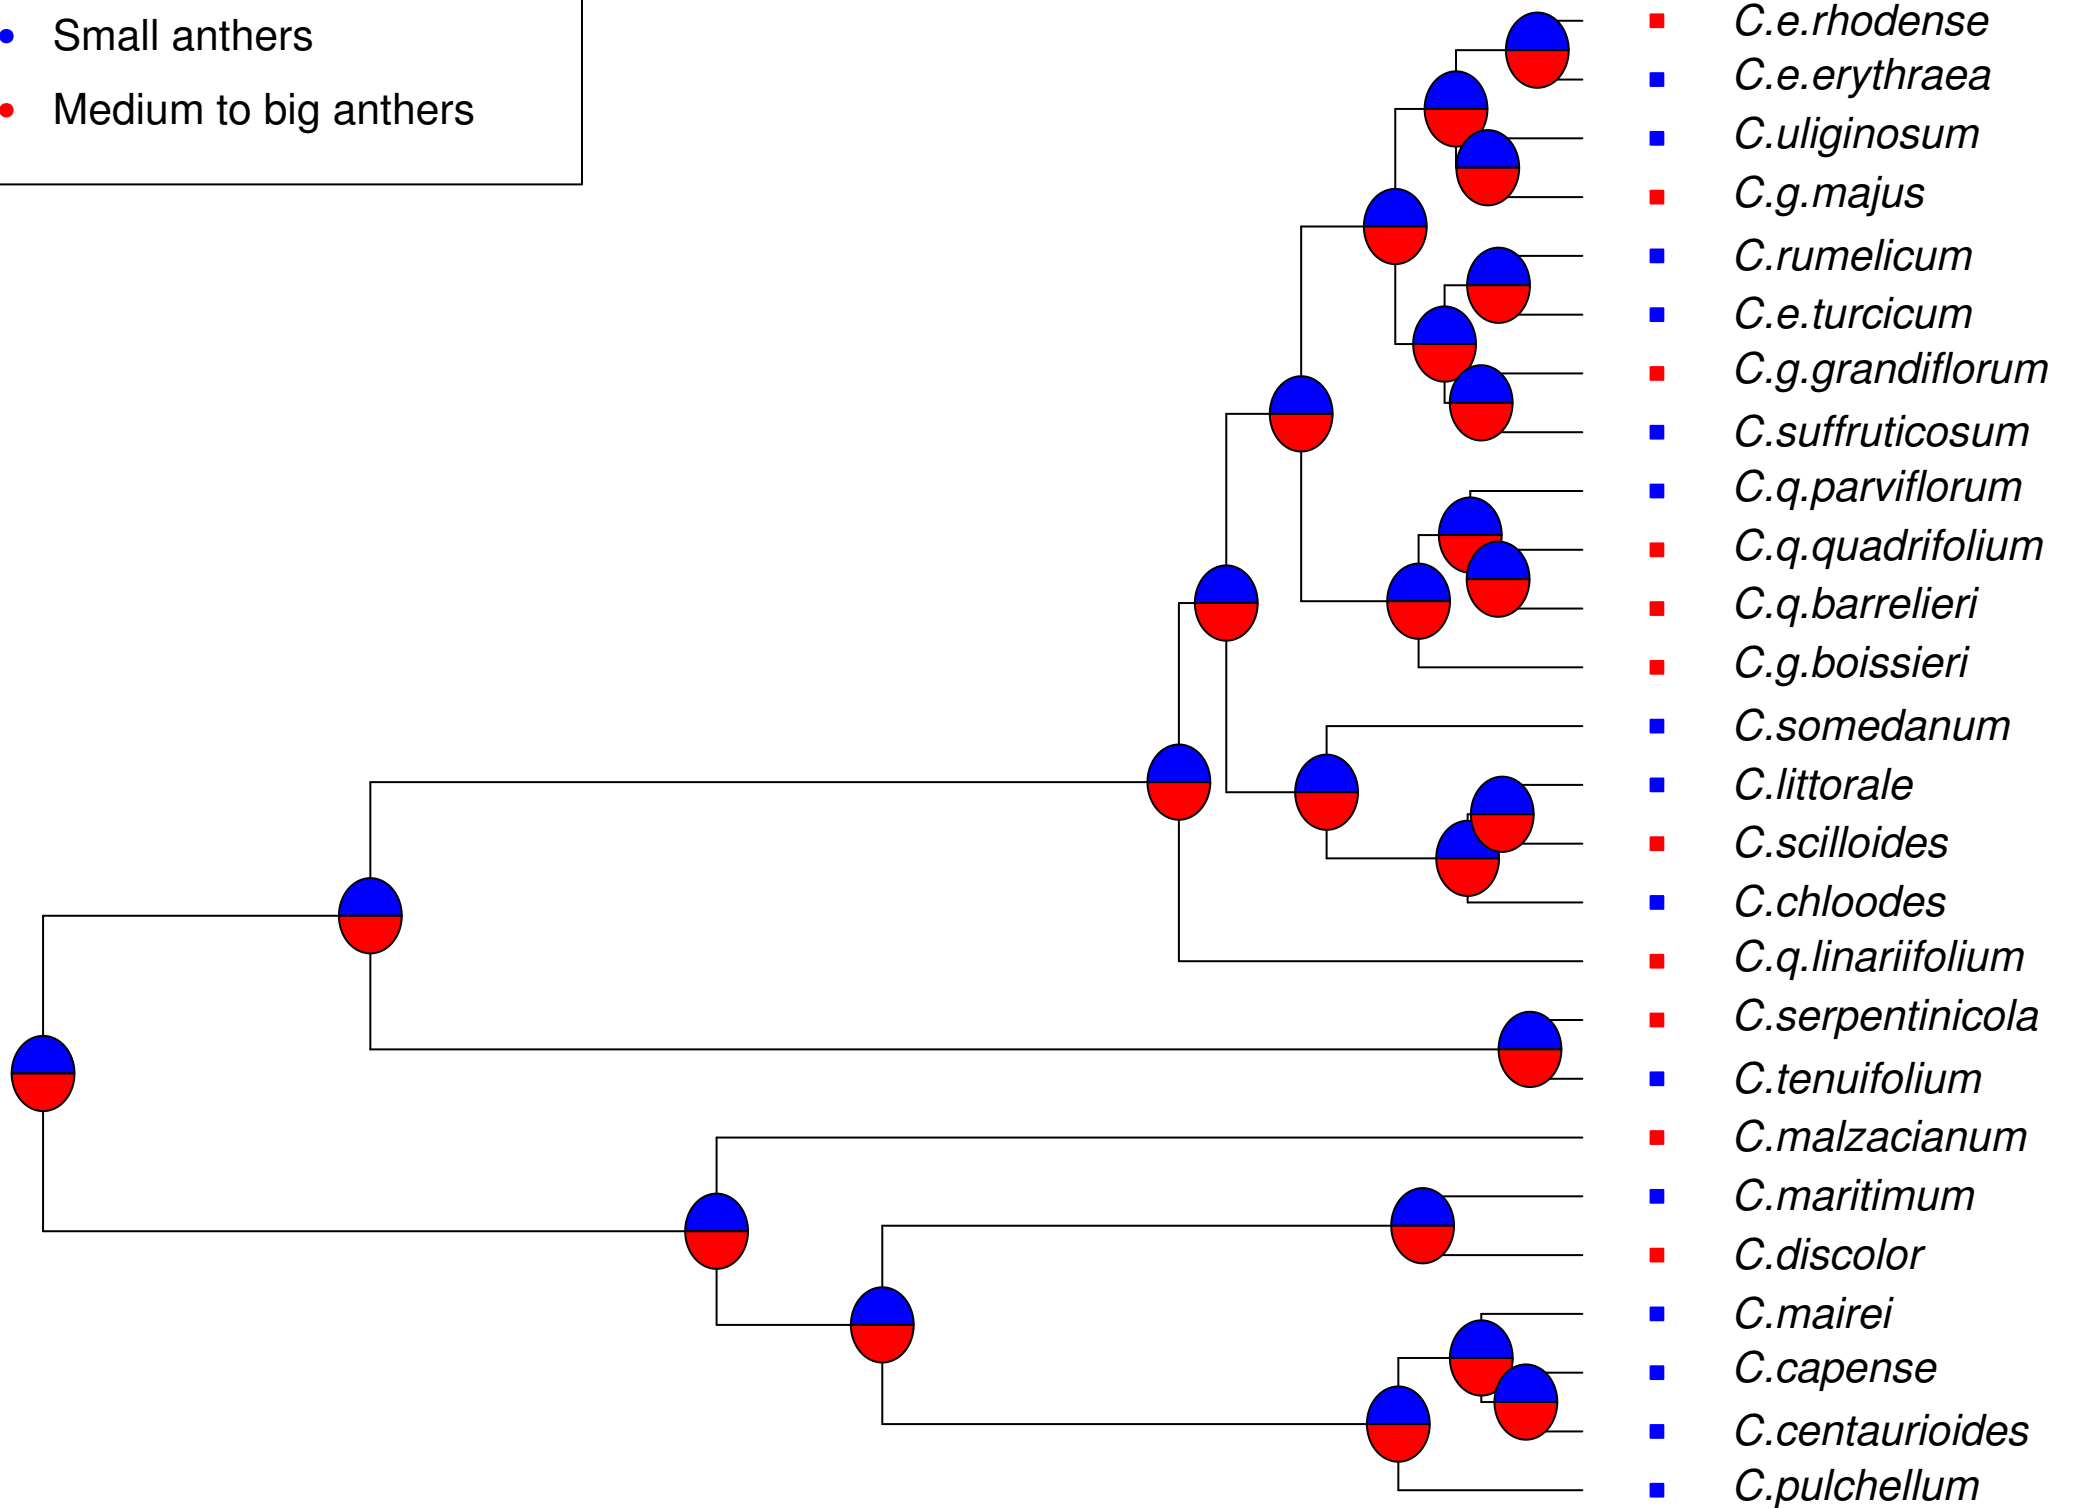 Small anthers
Medium to big anthers
C.e.rhodense
C.e.erythraea
C.uliginosum
C.g.majus
C.rumelicum
C.e.turcicum
C.g.grandiflorum
C.suffruticosum
C.q.parviflorum
C.q.quadrifolium
C.q.barrelieri
C.g.boissieri
C.somedanum
C.littorale
C.scilloides
C.chloodes
C.q.linariifolium
C.serpentinicola
C.tenuifolium
C.malzacianum
C.maritimum
C.discolor
C.mairei
C.capense
C.centaurioides
C.pulchellum